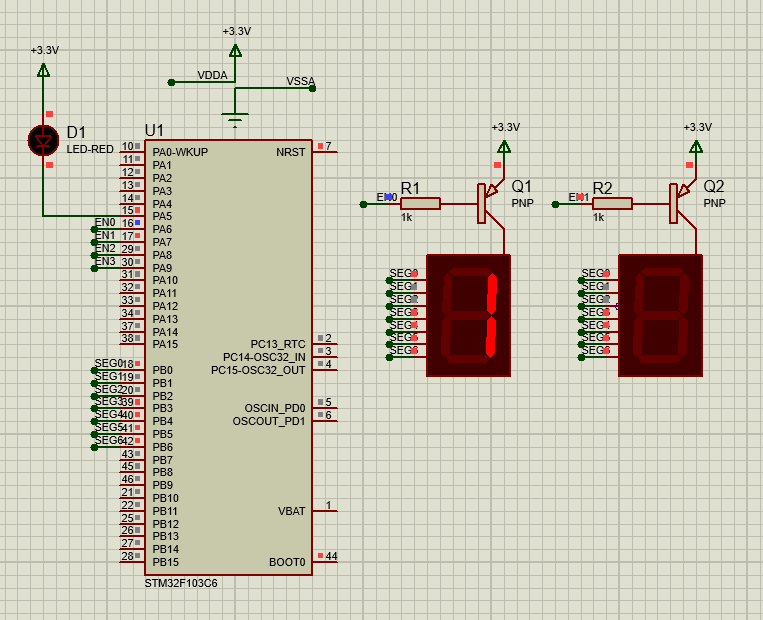 +3.3V
+3.3V
VDDA
VSSA
D1
LED-RED
U1
10 PA0-WKUP
11 PA1
12 PA2
13 PA3
14 PA4
15 PA5
EN0 16 PA6
EN1 17 PA7
EN2 29 PA8
EN3 30 PA9
31 PA10
32 PA11
33 PA12
34 PA13
37 PA14
38 PA15
SEG0 18 PB0
SEG1 19 PB1
SEG2 20 PB2
SEG3 39 PB3
SEG4 40 PB4
SEG5 41 PB5
SEG6 42 PB6
43 PB7
45 PB8
46 PB9
21 PB10
22 PB11
25 PB12
26 PB13
27 PB14
28 PB15
NRST 7
PC13_RTC 2
PC14-OSC32_IN 3
PC15-OSC32_OUT 4
OSCIN_PD0 5
OSCOUT_PD1 6
VBAT 1
BOOT0 44
STM32F103C6
+3.3V
EN0
R1
1k
Q1
PNP
SEG0
SEG1
SEG2
SEG3
SEG4
SEG5
SEG6
+3.3V
EN1
R2
1k
Q2
PNP
SEG0
SEG1
SEG2
SEG3
SEG4
SEG5
SEG6